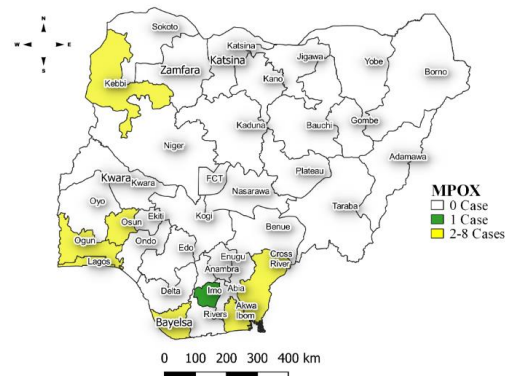 N
W E
S
Sokoto
Katsina
Katsina
Zamfara
Jigawa
Yobe
Borno
Kebbi
Kano
Kaduna
Bauchi
Gombe
Niger
Adamawa
Kwara
Kwara
FCT
Plateau
Nasarawa
Taraba
Oyo
Osun
Ekiti
Kogi
Benue
Ogun
Ondo
Lagos
Edo
Enugu
Anambra
Cross
River
Delta
Imo
Abia
Akwa
Ibom
Rivers
Bayelsa
MPOX
0 Case
1 Case
2-8 Cases
0 100 200 300 400 km